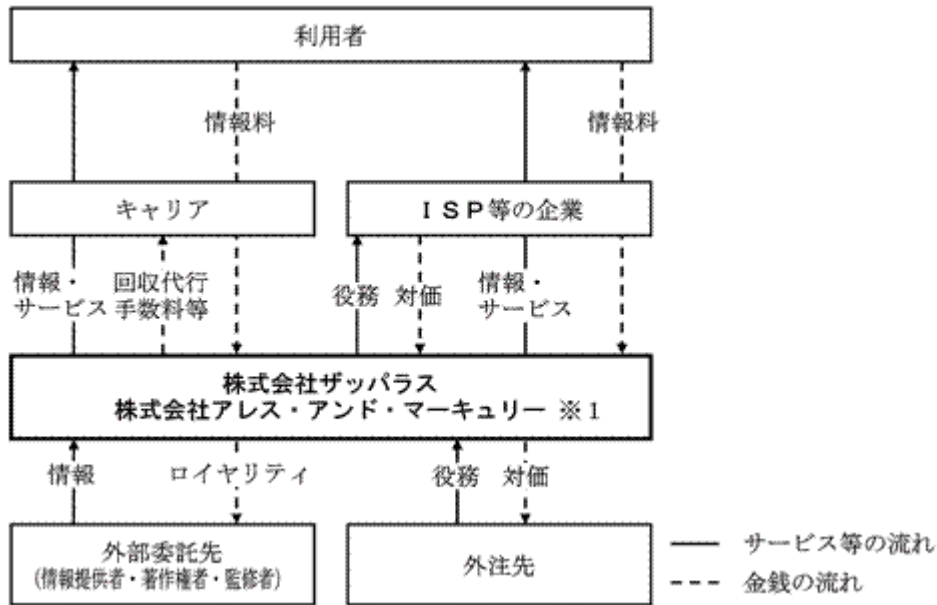 利用者
情報料
情報料
キャリア
ISP等の企業
情報・
サービス
回収代行
手数料等
役務
対価
情報・
サービス
株式会社ザッパラス
株式会社アレス・アンド・マーキュリー ※1
情報
ロイヤリティ
役務
対価
外部委託先
(情報提供者・著作権者・監修者)
外注先
サービス等の流れ
金銭の流れ